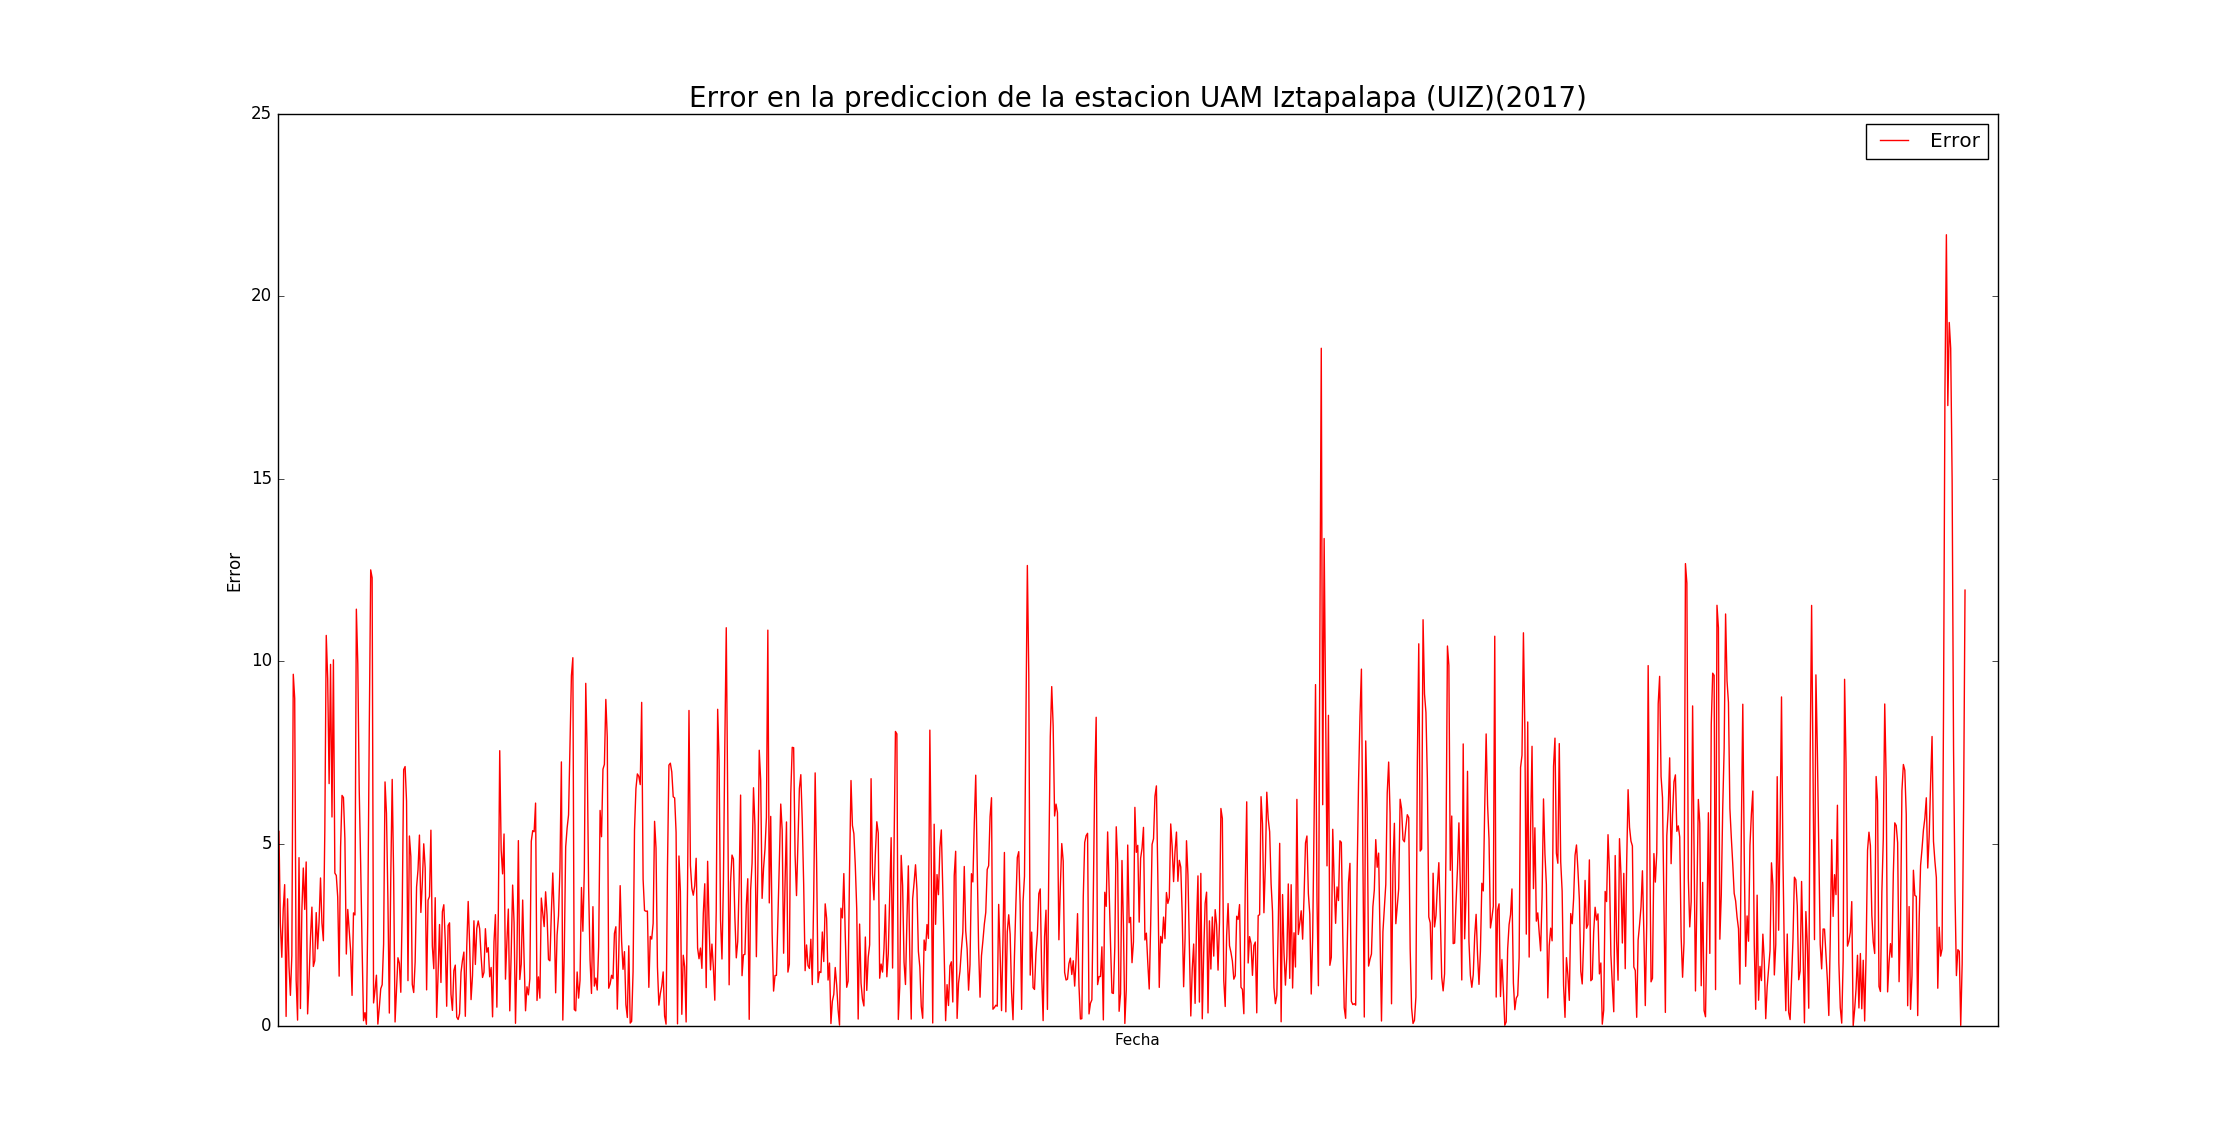 Error en la prediccion de la estacion UAM Iztapalapa (UIZ)(2017)
25
Error
20
15
Error
10
5
0
Fecha